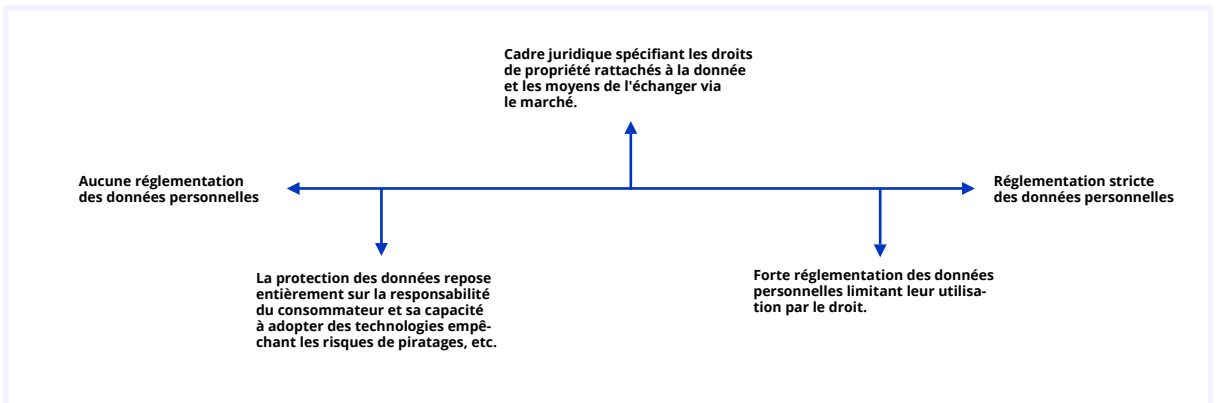 Cadre juridique spécifiant les droits
de propriété rattachés à la donnée
et les moyens de l'échanger via
le marché.
Aucune réglementation
des données personnelles
Réglementation stricte
des données personnelles
La protection des données repose
entièrement sur la responsabilité
du consommateur et sa capacité
à adopter des technologies empê-
chant les risques de piratages, etc.
Forte réglementation des données
personnelles limitant leur utilisa-
tion par le droit.